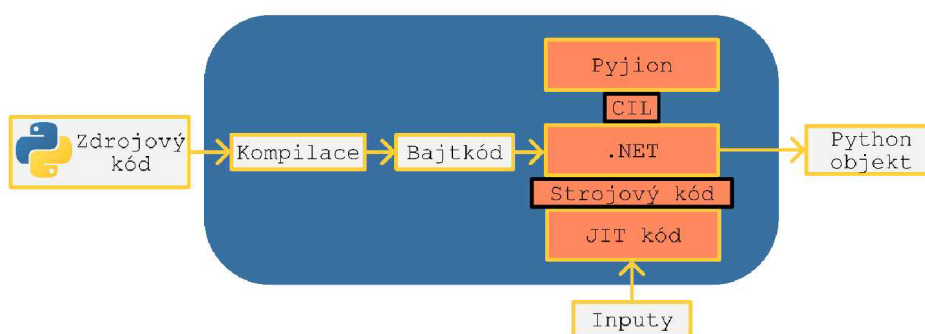 Pyjion
CIL
Zdrojový
kód
Kompilace
Bajtkód
.NET
Python
objekt
Strojový kód
JIT kód
Inputy